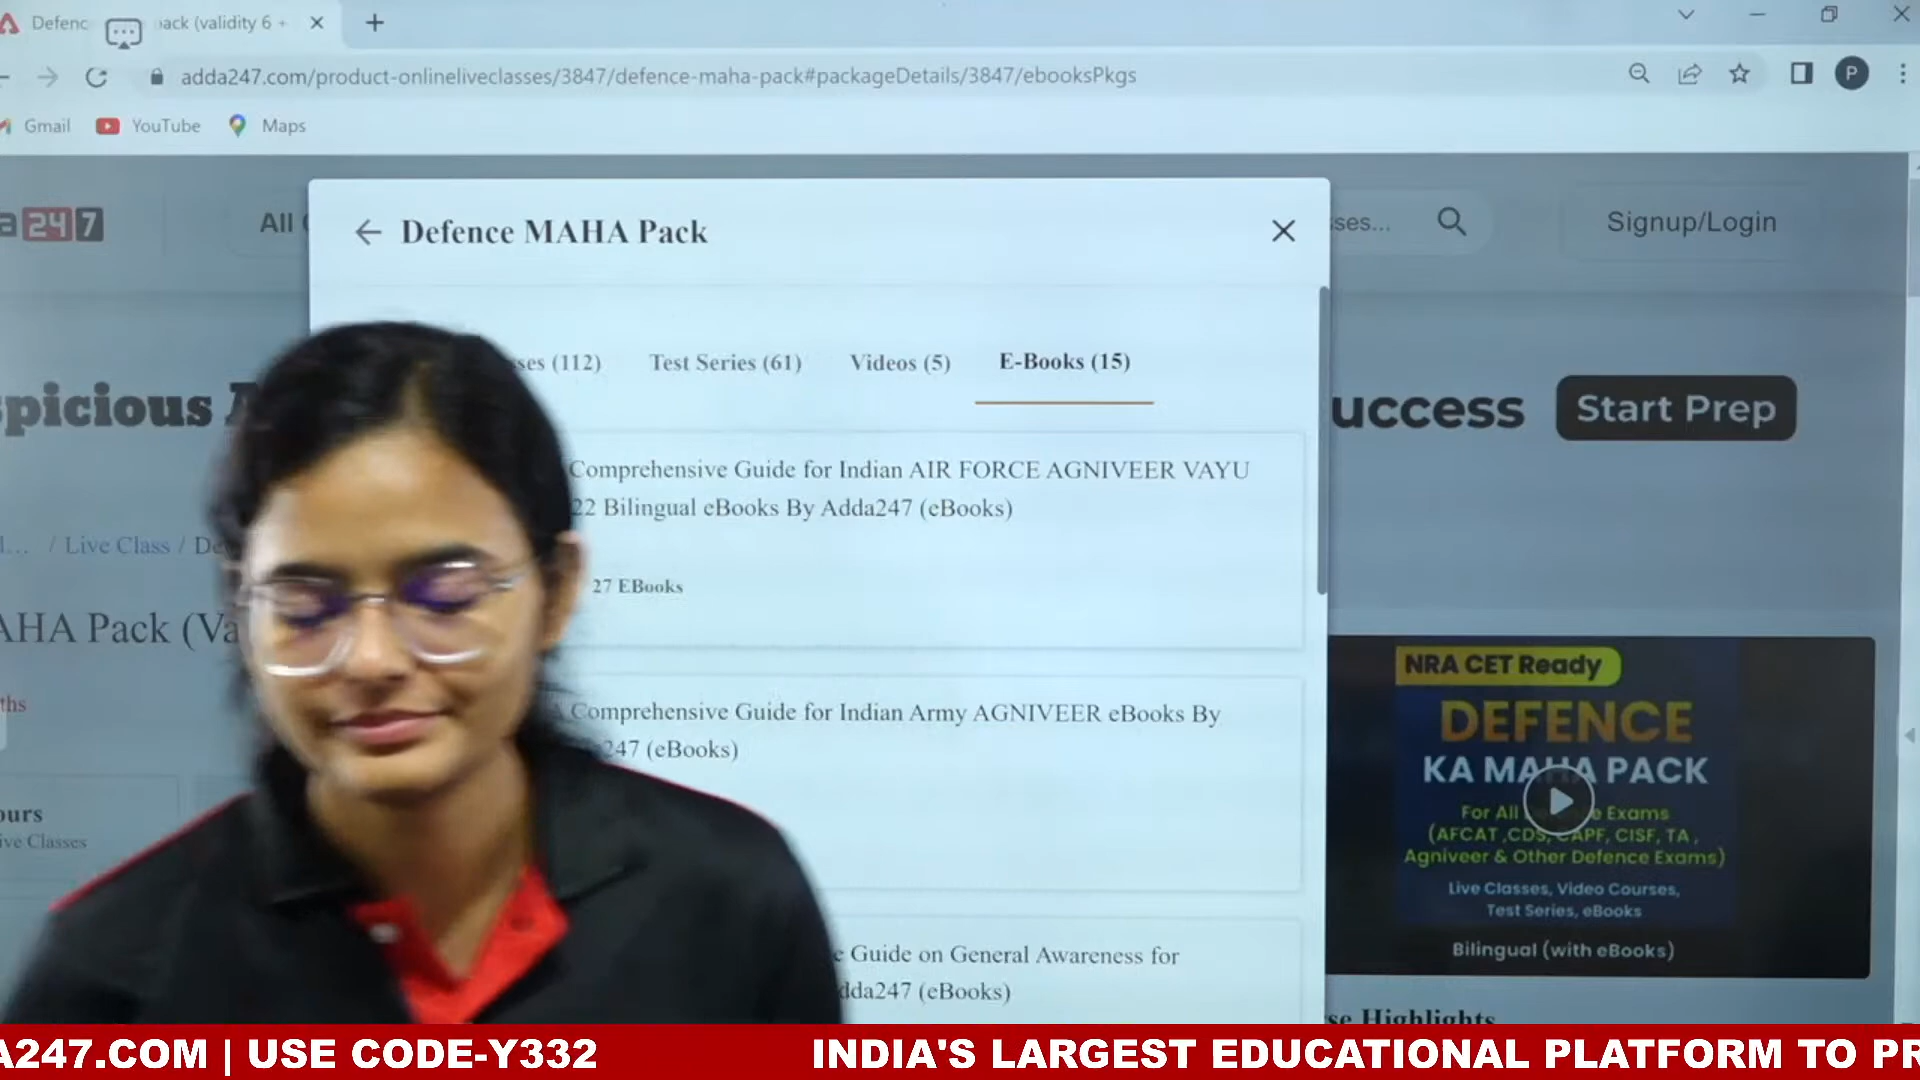 Defenc ack (validity 6 +
adda247.com/product-onlineliveclasses/3847/defence-maha-pack#packageDetails/3847/ebooksPkgs
P
Gmail YouTube Maps
a 247
All
Defence MAHA Pack
ses...
Signup/Login
ses (112) Test Series (61) Videos (5) E-Books (15)
spicious A
uccess
Start Prep
Comprehensive Guide for Indian AIR FORCE AGNIVEER VAYU
22 Bilingual eBooks By Adda247 (eBooks)
27 EBooks
l... / Live Class / De
AHA Pack (Va
ths
A Comprehensive Guide for Indian Army AGNIVEER eBooks By
247 (eBooks)
ours
ive Classes
e Guide on General Awareness for
dda247 (eBooks)
NRA CET Ready
DEFENCE
KA MAHA PACK
For All e Exams
(AFCAT ,CDS, CAPF, CISF, TA ,
Agniveer & Other Defence Exams)
Live Classes, Video Courses,
Test Series, eBooks
Bilingual (with eBooks)
se Highlights
A247.COM | USE CODE-Y332 INDIA'S LARGEST EDUCATIONAL PLATFORM TO PR